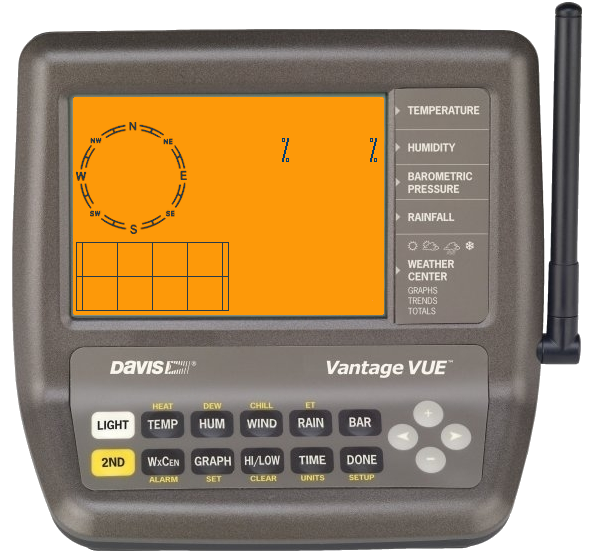 N
NW NE
W E
SW SE
S
% %
TEMPERATURE
HUMIDITY
BAROMETRIC
PRESSURE
RAINFALL
WEATHER
CENTER
GRAPHS
TRENDS
TOTALS
DAVIS®
Vantage VUE™
HEAT DEW CHILL ET
LIGHT TEMP HUM WIND RAIN BAR
2ND WxCEN GRAPH HI/LOW TIME DONE
ALARM SET CLEAR UNITS SETUP
+
−